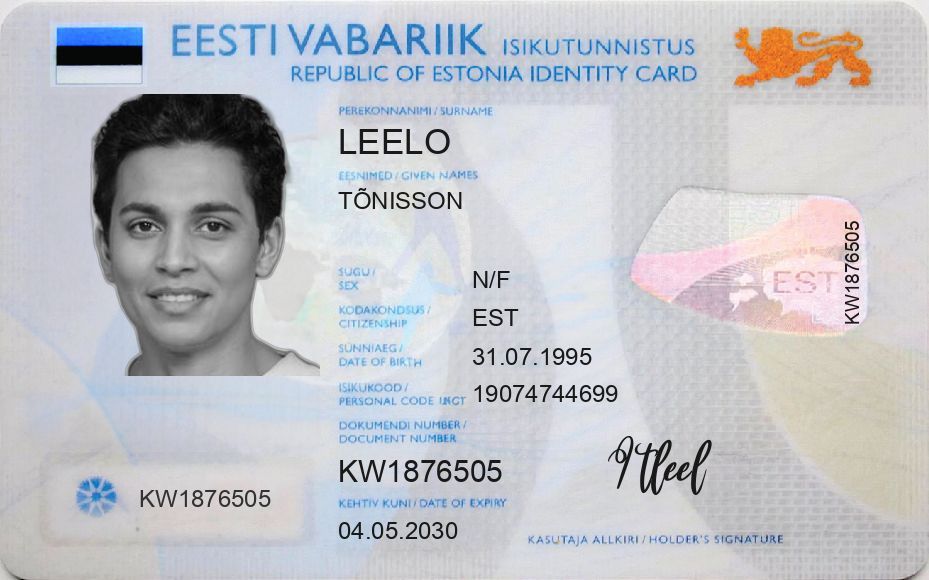 EESTI VABARIIK ISIKUTUNNISTUS
REPUBLIC OF ESTONIA IDENTITY CARD
PEREKONNANIMI / SURNAME
LEELO
EESNIMED / GIVEN NAMES
TÕNISSON
SUGU /
SEX
N/F
KODAKONDSUS /
CITIZENSHIP
EST
SÜNNIAEG /
DATE OF BIRTH
31.07.1995
ISIKUKOOD /
PERSONAL CODE
19074744699
DOKUMENDI NUMBER /
DOCUMENT NUMBER
KW1876505
KEHTIV KUNI / DATE OF EXPIRY
04.05.2030
KW1876505
EST
KW1876505
KASUTAJA ALLKIRI / HOLDER'S SIGNATURE